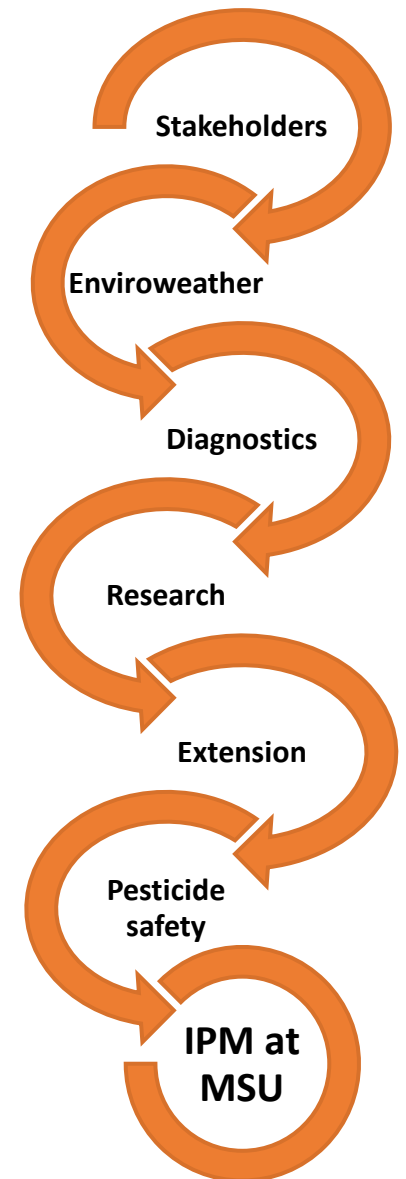 Stakeholders
Enviroweather
Diagnostics
Research
Extension
Pesticide
safety
IPM at
MSU